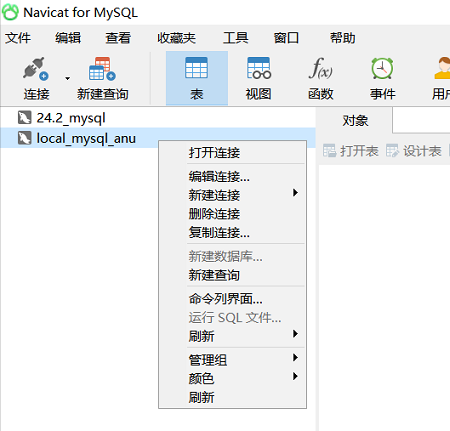 Navicat for MySQL
文件 编辑 查看 收藏夹 工具 窗口 帮助
连接 新建查询 表 视图 函数 事件 用户
24.2_mysql
local_mysql_anu
对象
打开表 设计表
打开连接
编辑连接...
新建连接
删除连接
复制连接...
新建数据库...
新建查询
命令列界面...
运行 SQL 文件...
刷新
管理组
颜色
刷新